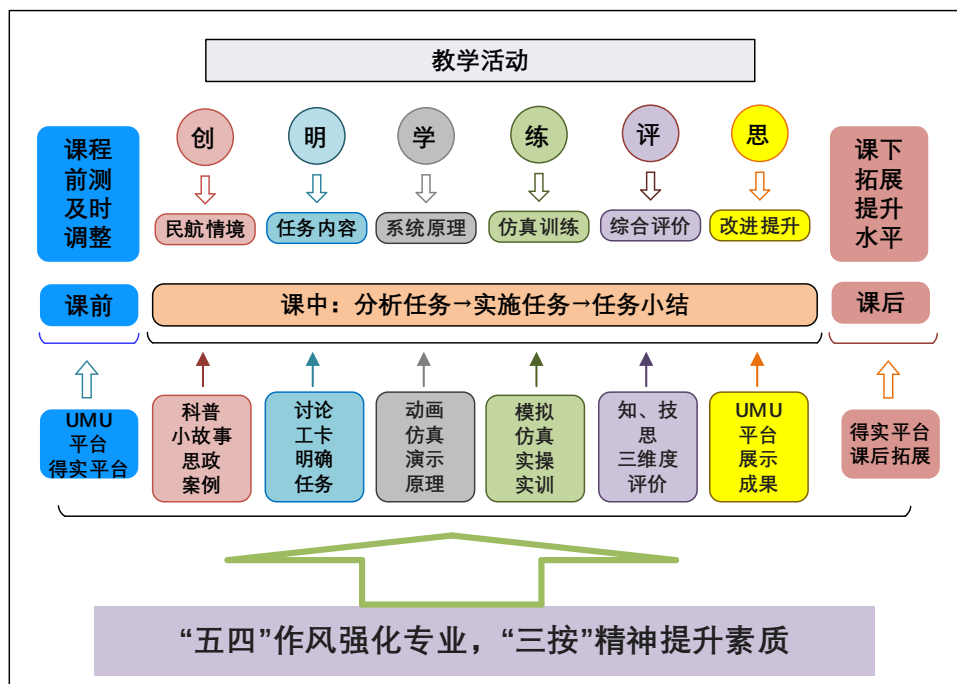 教学活动
创
明
学
练
评
思
课程
前测
及时
调整
民航情境
任务内容
系统原理
仿真训练
综合评价
改进提升
课下
拓展
提升
水平
课前
课中：分析任务→实施任务→任务小结
课后
UMU
平台
得实平台
科普
小故事
思政
案例
讨论
工卡
明确
任务
动画
仿真
演示
原理
模拟
仿真
实操
实训
知、技
思
三维度
评价
UMU
平台
展示
成果
得实平台
课后拓展
“五四”作风强化专业，“三按”精神提升素质